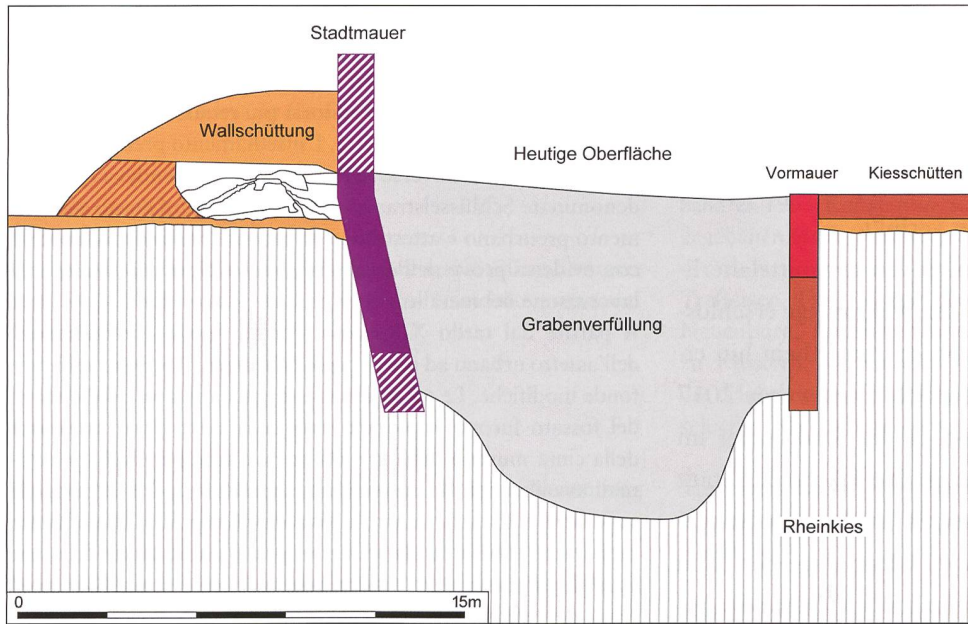 Stadtmauer
Wallschüttung
Heutige Oberfläche
Vormauer
Kiesschütten
Grabenverfüllung
Rheinkies
0
15m